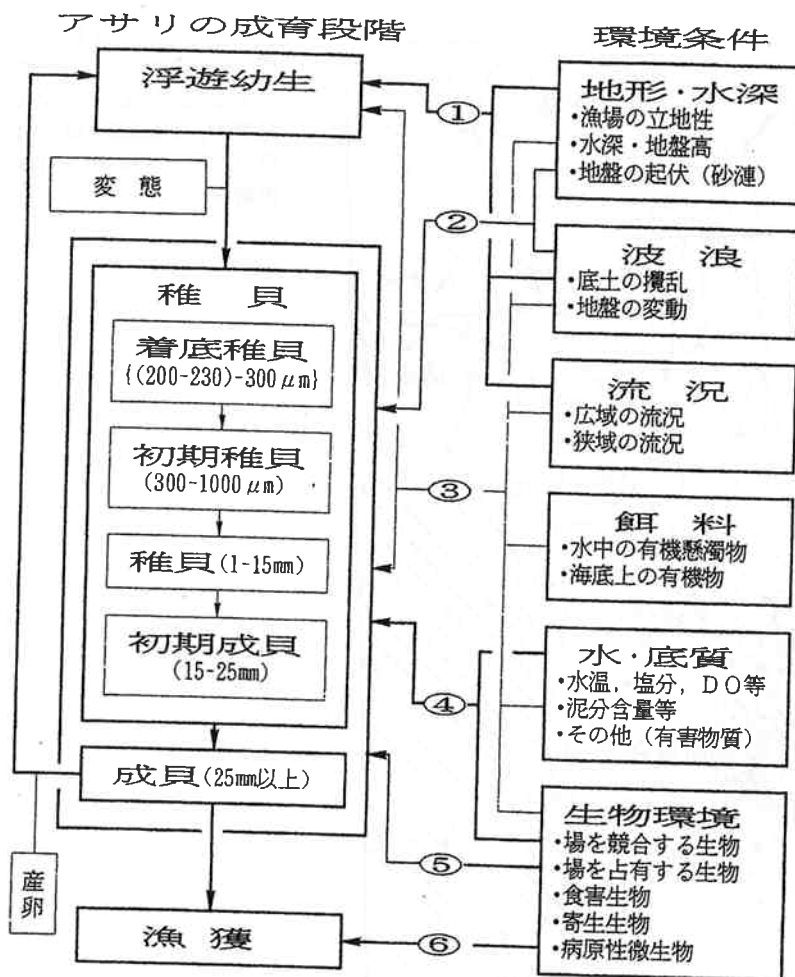 アサリの成育段階
浮遊幼生
変態
稚貝
着底稚貝
{(200-230)-300μm}
初期稚貝
(300-1000μm)
稚貝(1-15mm)
初期成貝
(15-25mm)
成貝(25mm以上)
産卵
漁獲
①
②
③
④
⑤
⑥
環境条件
地形・水深
・漁場の立地性
・水深・地盤高
・地盤の起伏(砂漣)
波浪
・底土の攪乱
・地盤の変動
流況
・広域の流況
・狭域の流況
餌料
・水中の有機懸濁物
・海底上の有機物
水・底質
・水温,塩分,DO等
・泥分含量等
・その他(有害物質)
生物環境
・場を競合する生物
・場を占有する生物
・食害生物
・寄生生物
・病原性微生物